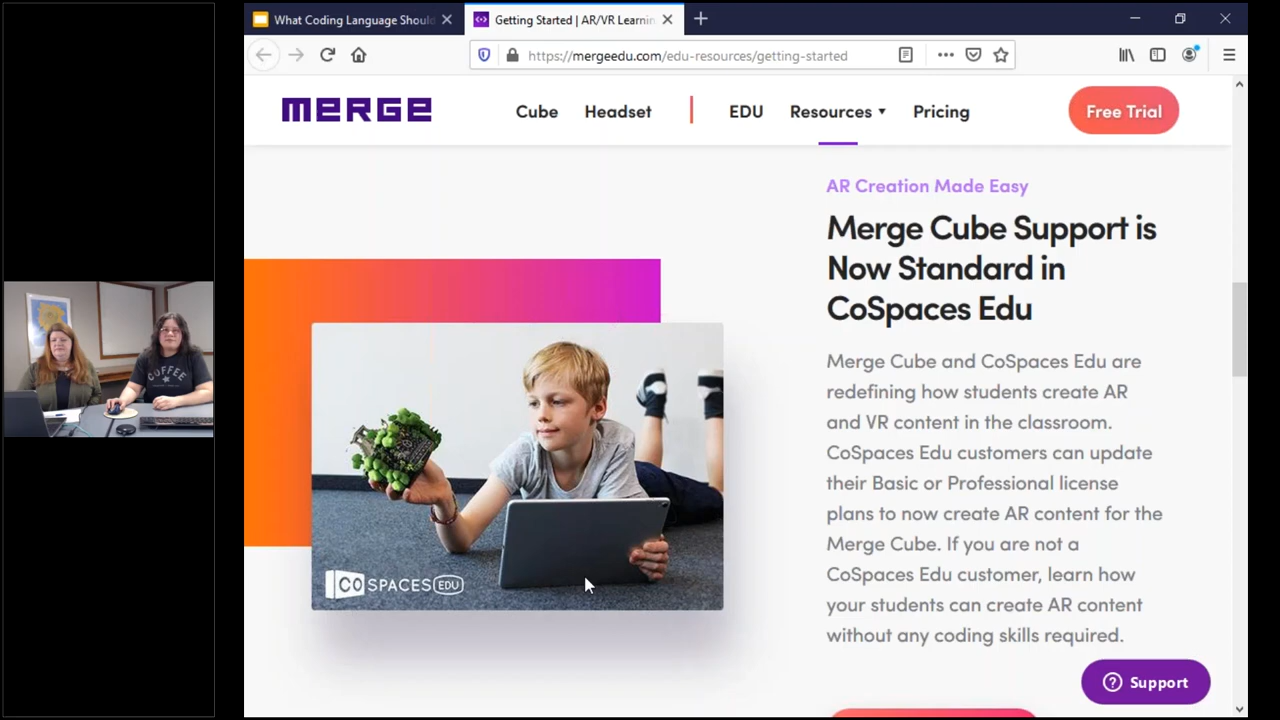 What Coding Language Shoul
Getting Started | AR/VR Learnin
https://mergeedu.com/edu-resources/getting-started
MERGE
Cube
Headset
EDU
Resources
Pricing
Free Trial
AR Creation Made Easy
Merge Cube Support is
Now Standard in
CoSpaces Edu
Merge Cube and CoSpaces Edu are
redefining how students create AR
and VR content in the classroom.
CoSpaces Edu customers can update
their Basic or Professional license
plans to now create AR content for the
Merge Cube. If you are not a
CoSpaces Edu customer, learn how
your students can create AR content
without any coding skills required.
COSPACES EDU
Support
COFFEE